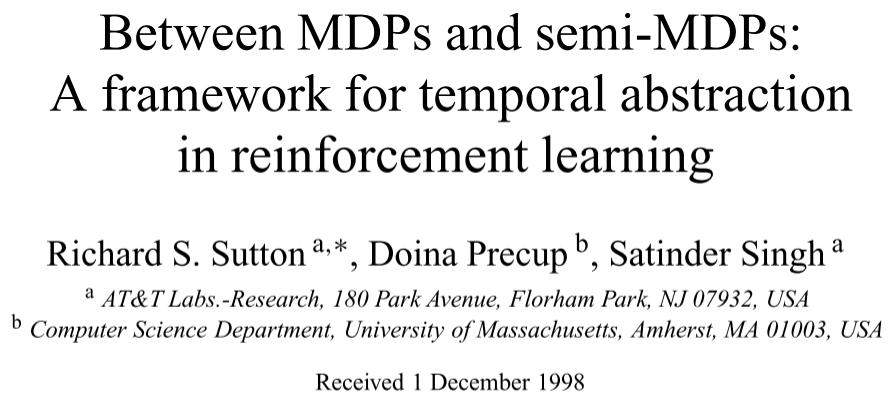 Between MDPs and semi-MDPs:
A framework for temporal abstraction
in reinforcement learning
Richard S. Sutton a,*, Doina Precup b, Satinder Singh a
a AT&T Labs.-Research, 180 Park Avenue, Florham Park, NJ 07932, USA
b Computer Science Department, University of Massachusetts, Amherst, MA 01003, USA
Received 1 December 1998